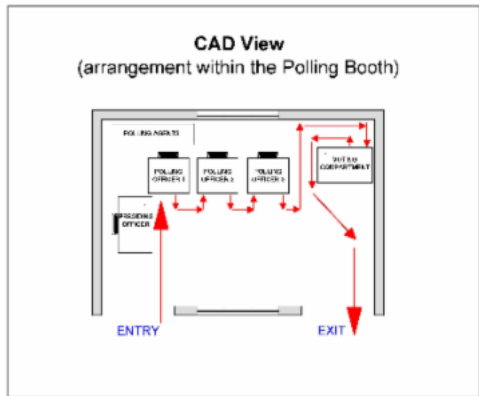 CAD View
(arrangement within the Polling Booth)
POLLING AGENTS
POLLING
OFFICER 1
POLLING
OFFICER 2
POLLING
OFFICER 3
VOTING
COMPARTMENT
PRESIDING
OFFICER
ENTRY
EXIT